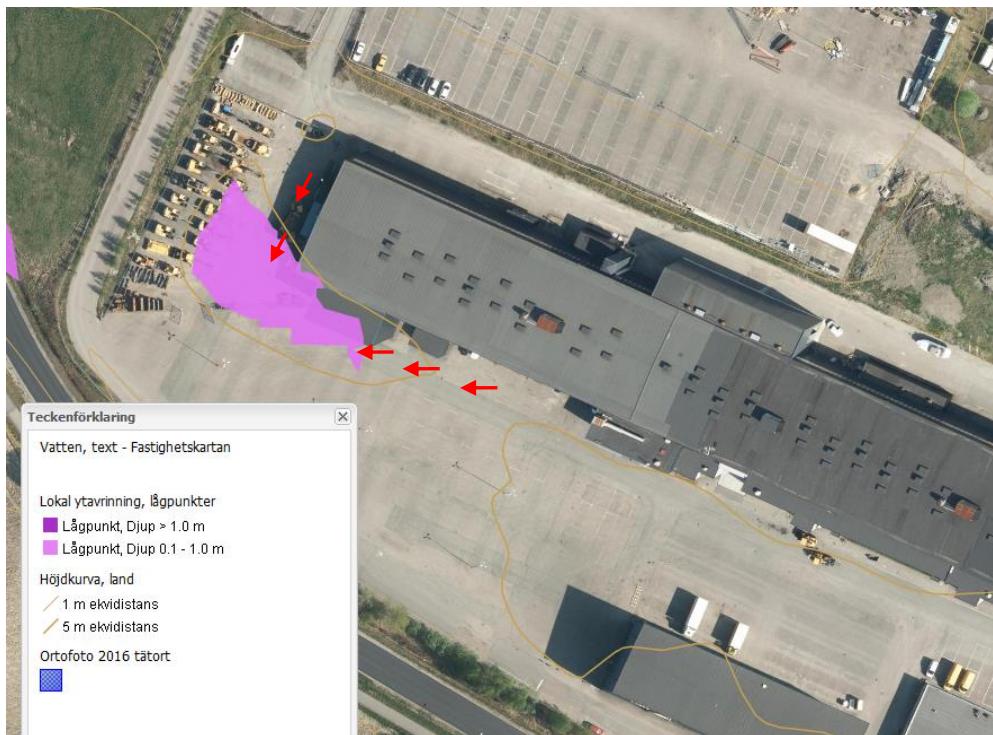 Teckenförklaring
Vatten, text - Fastighetskartan
Lokal ytavrinning, lågpunkter
Lågpunkt, Djup > 1.0 m
Lågpunkt, Djup 0.1 - 1.0 m
Höjdkurva, land
1 m ekvidistans
5 m ekvidistans
Ortofoto 2016 tätort